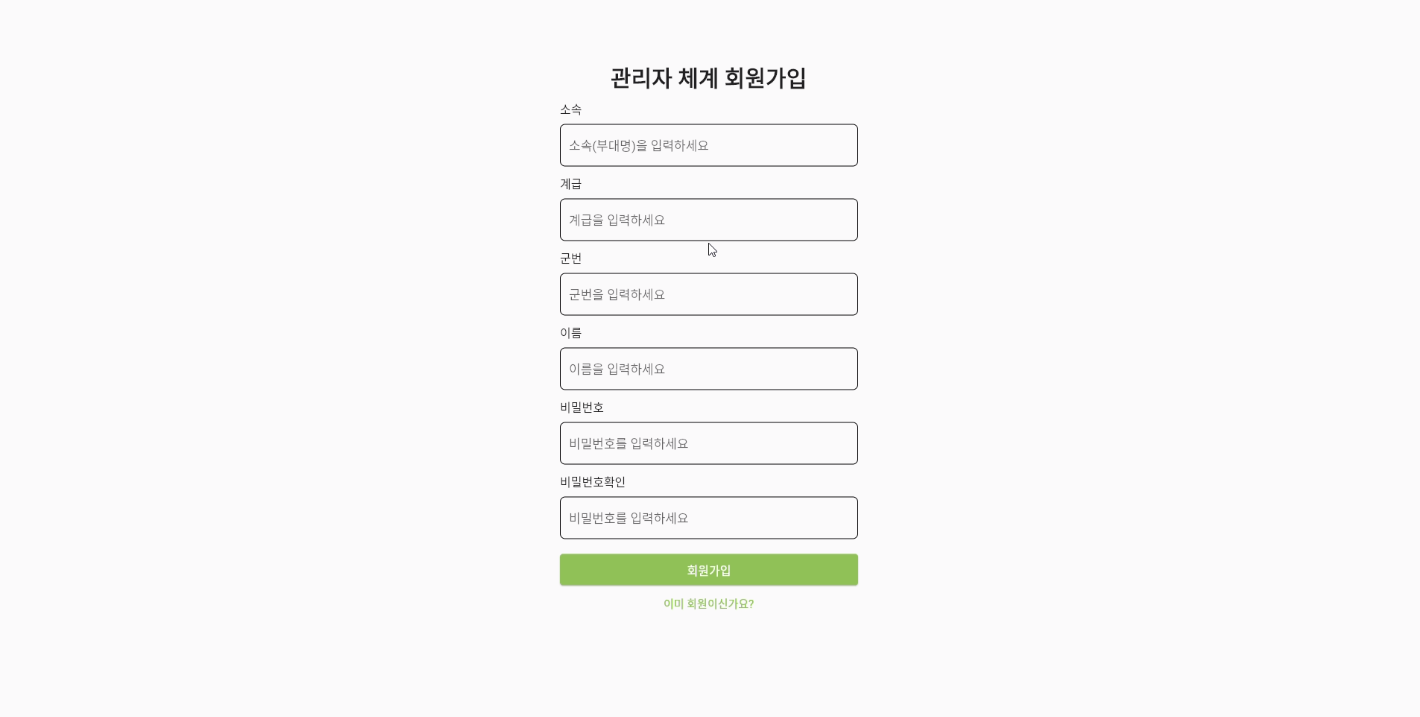 관리자 체계 회원가입
소속
소속(부대명)을 입력하세요
계급
계급을 입력하세요
군번
군번을 입력하세요
이름
이름을 입력하세요
비밀번호
비밀번호를 입력하세요
비밀번호확인
비밀번호를 입력하세요
회원가입
이미 회원이신가요?